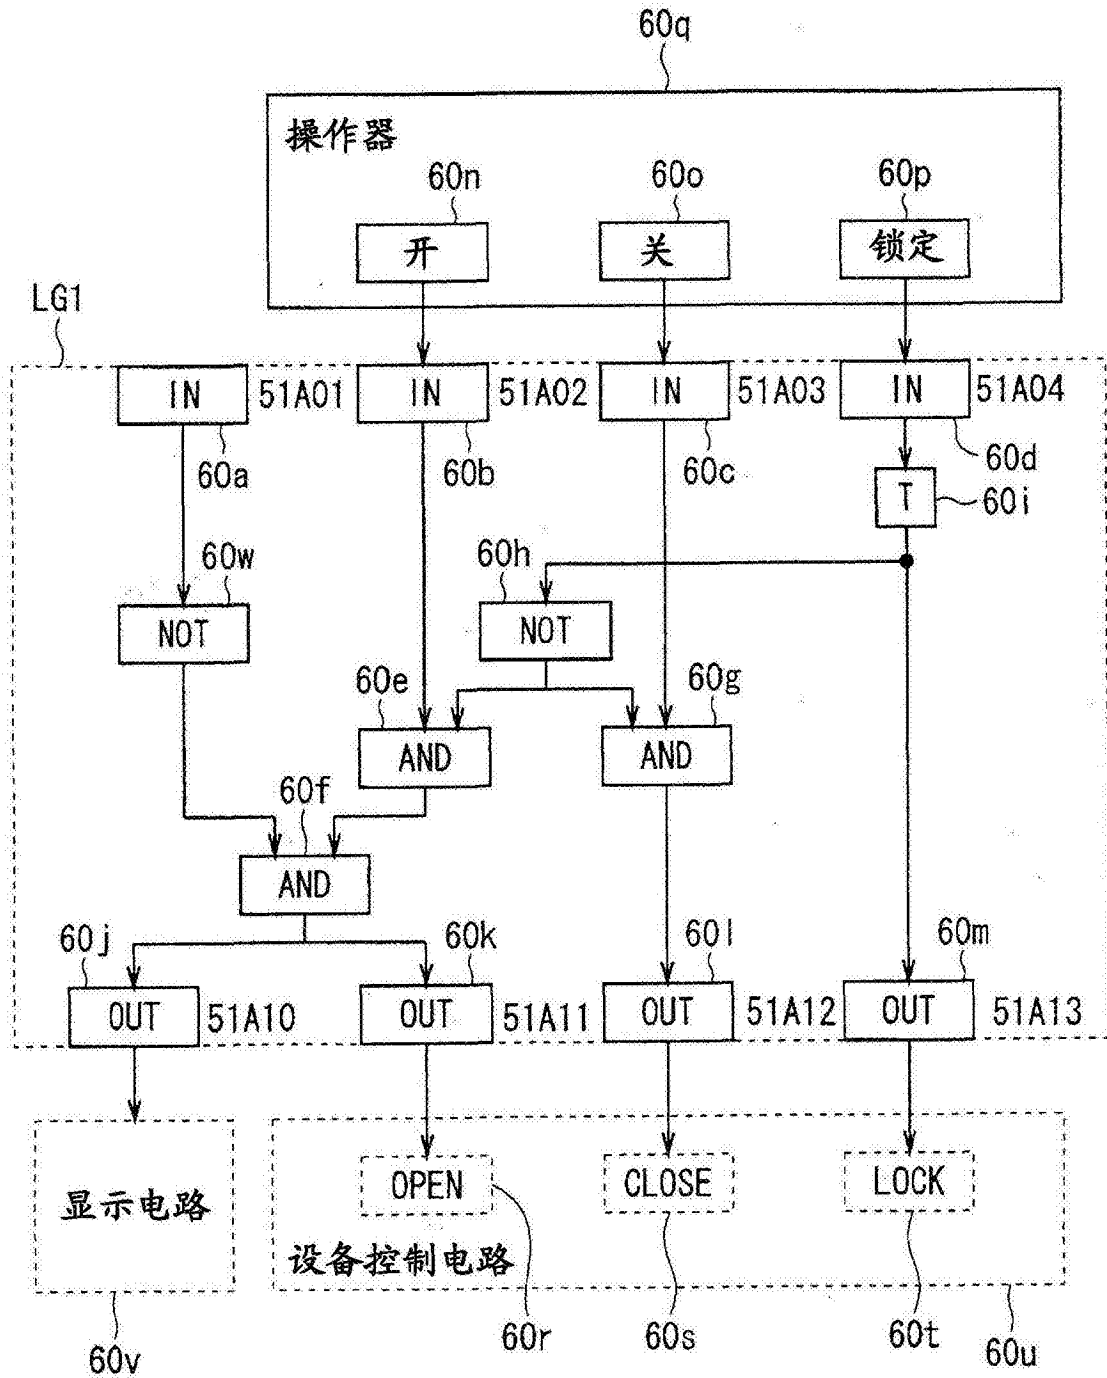 60q
操作器
60n
60o
60p
开
关
锁定
LG1
IN
51A01
IN
51A02
IN
51A03
IN
51A04
60a
60b
60c
60d
T
60i
60w
60h
NOT
NOT
60e
60g
AND
AND
60f
AND
60j
60k
60l
60m
OUT
51A10
OUT
51A11
OUT
51A12
OUT
51A13
OPEN
CLOSE
LOCK
显示电路
设备控制电路
60r
60s
60t
60u
60v